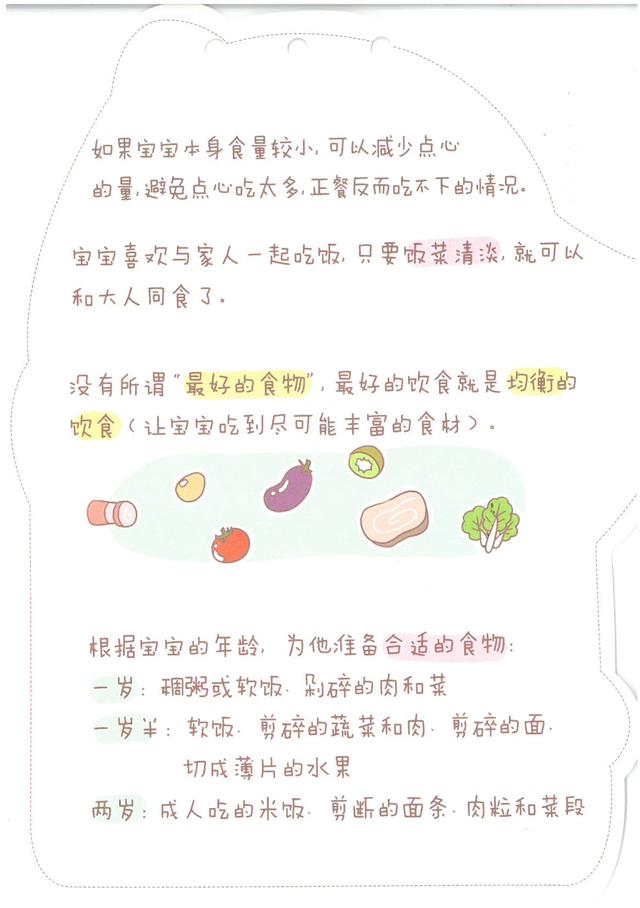 如果宝宝本身食量较小,可以减少点心
的量,避免点心吃太多,正餐反而吃不下的情况。
宝宝喜欢与家人一起吃饭,只要饭菜清淡,就可以
和大人同食了。
没有所谓“最好的食物”,最好的饮食就是均衡的
饮食(让宝宝吃到尽可能丰富的食材)。
根据宝宝的年龄,为他准备合适的食物:
一岁:稠粥或软饭、剁碎的肉和菜
一岁半:软饭、剪碎的蔬菜和肉、剪碎的面、
切成薄片的水果
两岁:成人吃的米饭、剪断的面条、肉粒和菜段